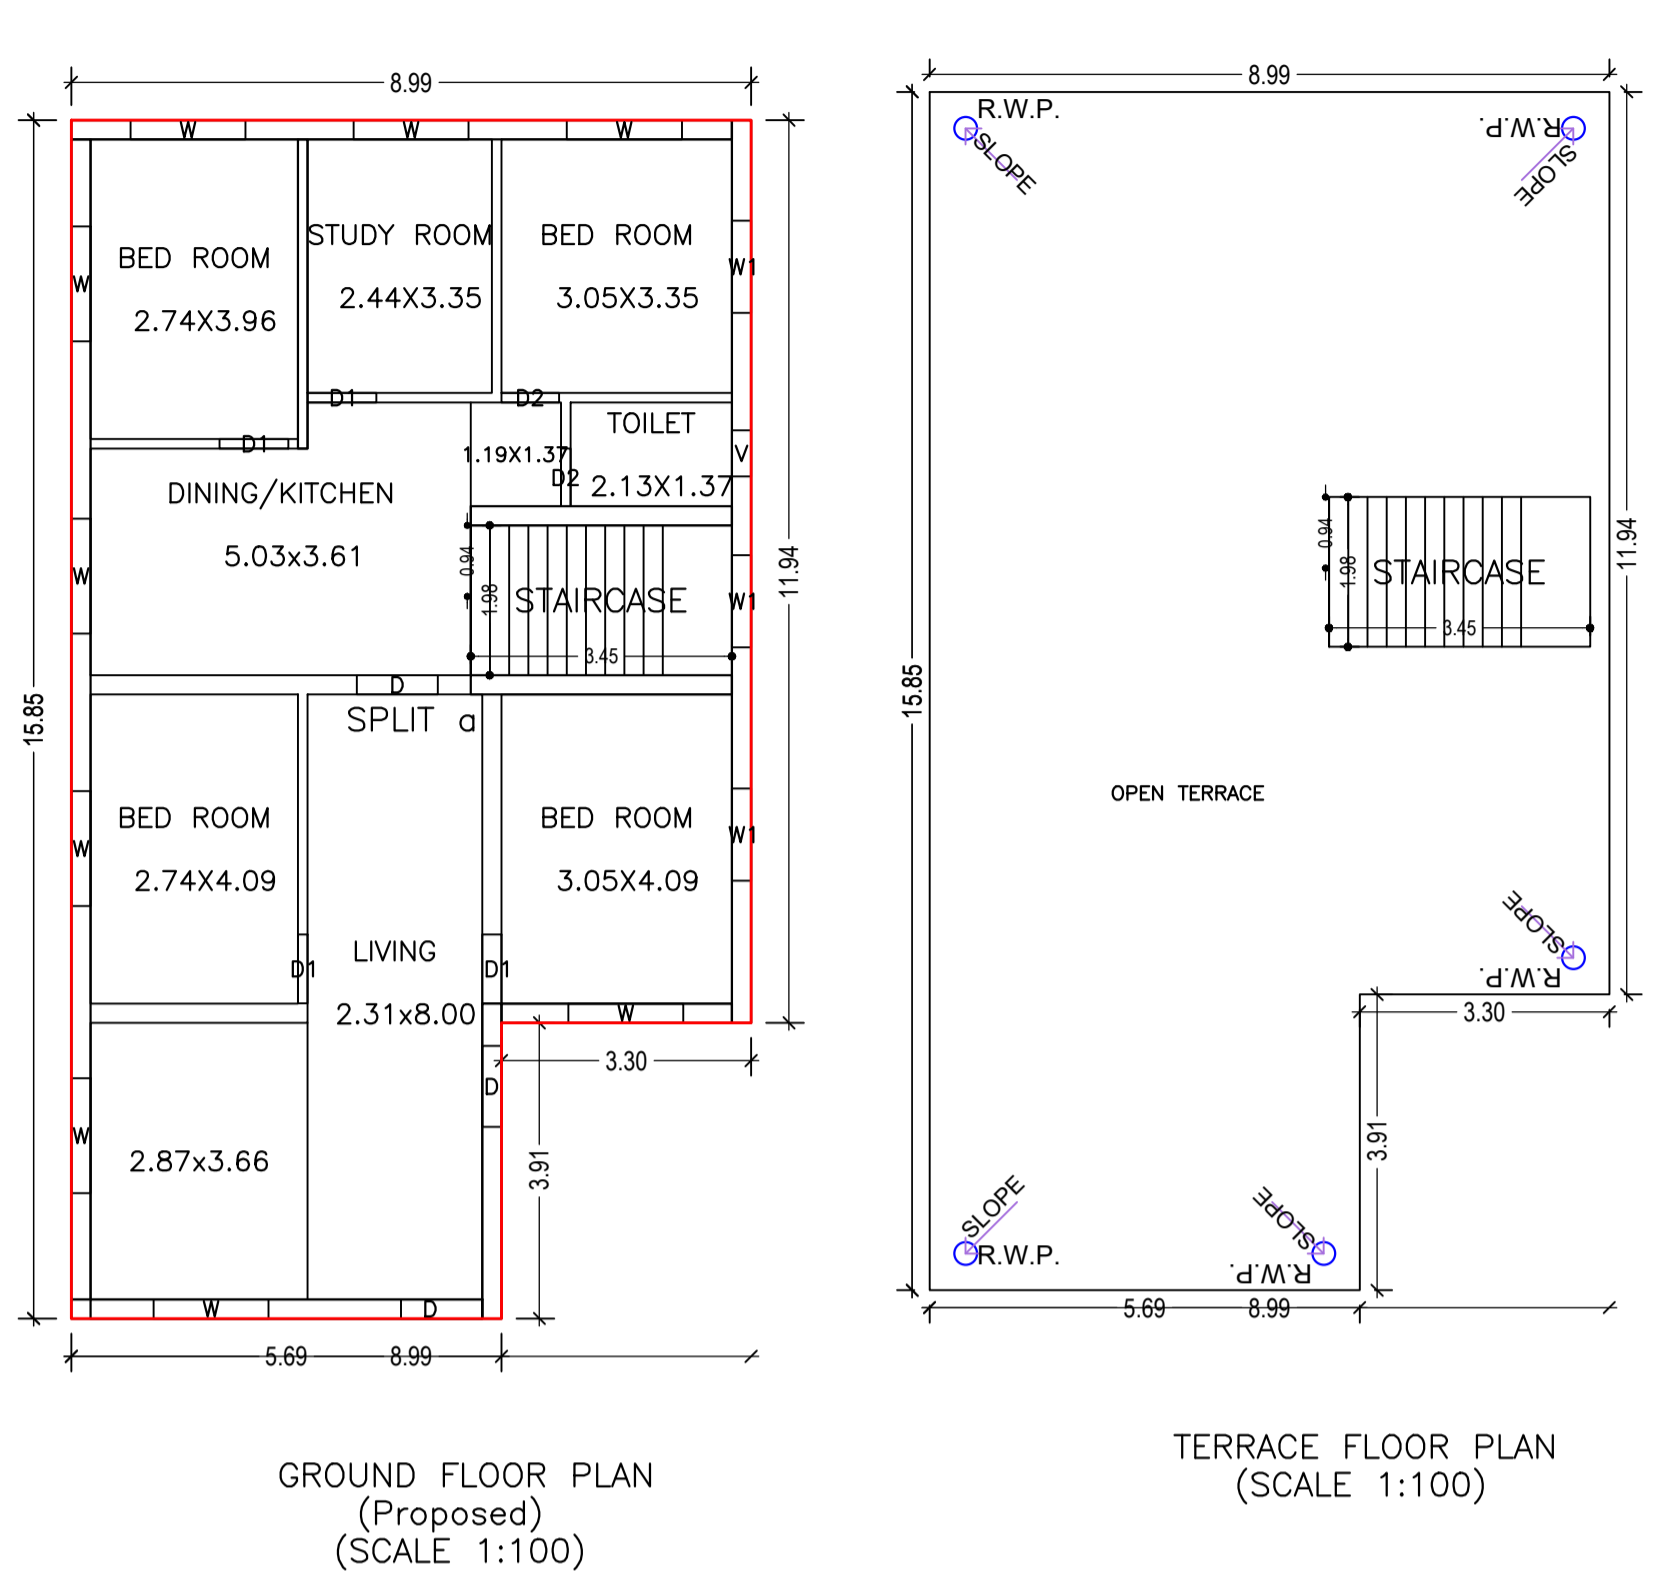 8.99
W
W
W
15.85
BED ROOM
2.74X3.96
STUDY ROOM
2.44X3.35
BED ROOM
3.05X3.35
W
W1
D1
D2
D1
TOILET
2.13X1.37
1.19X1.37
D2
V
DINING/KITCHEN
5.03x3.61
W
0.94
1.98
STAIRCASE
3.45
W1
11.94
D
SPLIT a
BED ROOM
2.74X4.09
W
BED ROOM
3.05X4.09
W1
LIVING
2.31x8.00
D1
D1
W
D
3.30
3.91
W
2.87x3.66
W
D
5.69
8.99
GROUND FLOOR PLAN
(Proposed)
(SCALE 1:100)
8.99
R.W.P.
SLOPE
R.W.P.
SLOPE
15.85
11.94
0.94
1.98
STAIRCASE
3.45
OPEN TERRACE
SLOPE
R.W.P.
3.30
3.91
SLOPE
R.W.P.
SLOPE
R.W.P.
5.69
8.99
TERRACE FLOOR PLAN
(SCALE 1:100)